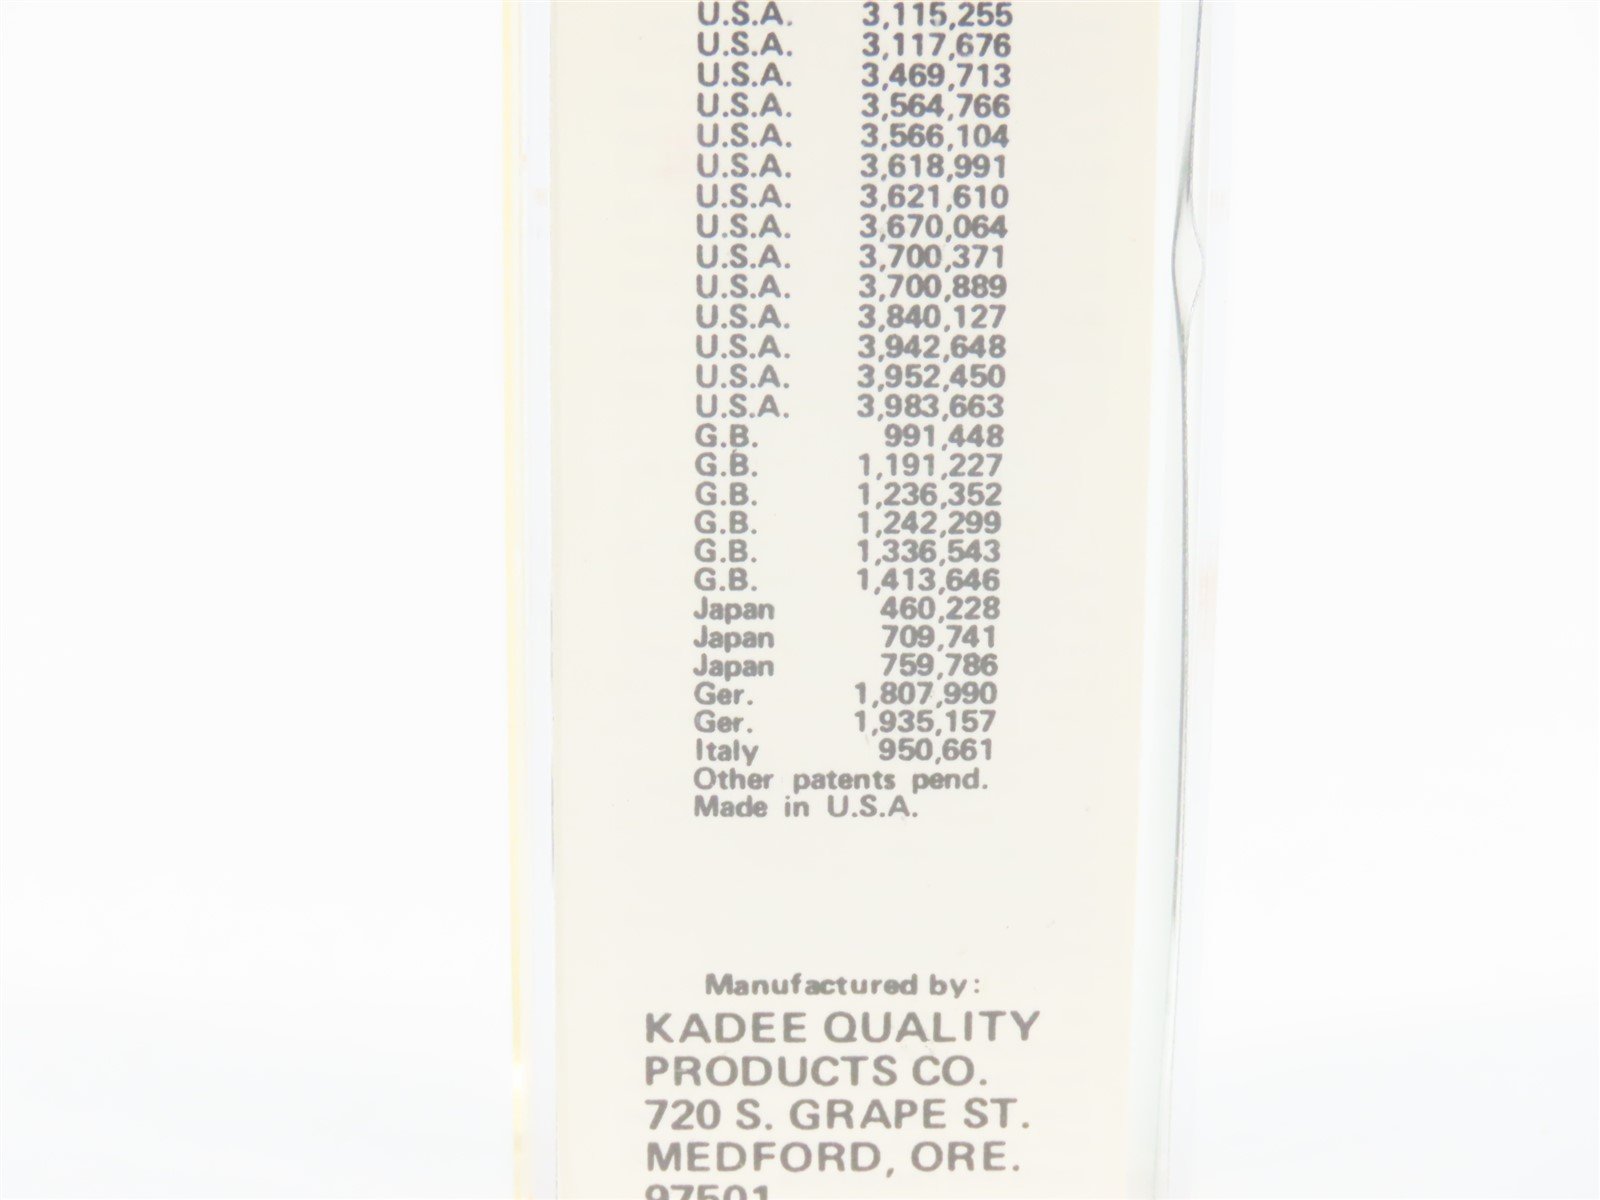 U.S.A. 3,115,255
U.S.A. 3,117,676
U.S.A. 3,469,713
U.S.A. 3,564,766
U.S.A. 3,566,104
U.S.A. 3,618,991
U.S.A. 3,621,610
U.S.A. 3,670,064
U.S.A. 3,700,371
U.S.A. 3,700,889
U.S.A. 3,840,127
U.S.A. 3,942,648
U.S.A. 3,952,450
U.S.A. 3,983,663
G.B. 991,448
G.B. 1,191,227
G.B. 1,236,352
G.B. 1,242,299
G.B. 1,336,543
G.B. 1,413,646
Japan 460,228
Japan 709,741
Japan 759,786
Ger. 1,807,990
Ger. 1,935,157
Italy 950,661
Other patents pend.
Made in U.S.A.
Manufactured by:
KADEE QUALITY
PRODUCTS CO.
720 S. GRAPE ST.
MEDFORD, ORE.
97501